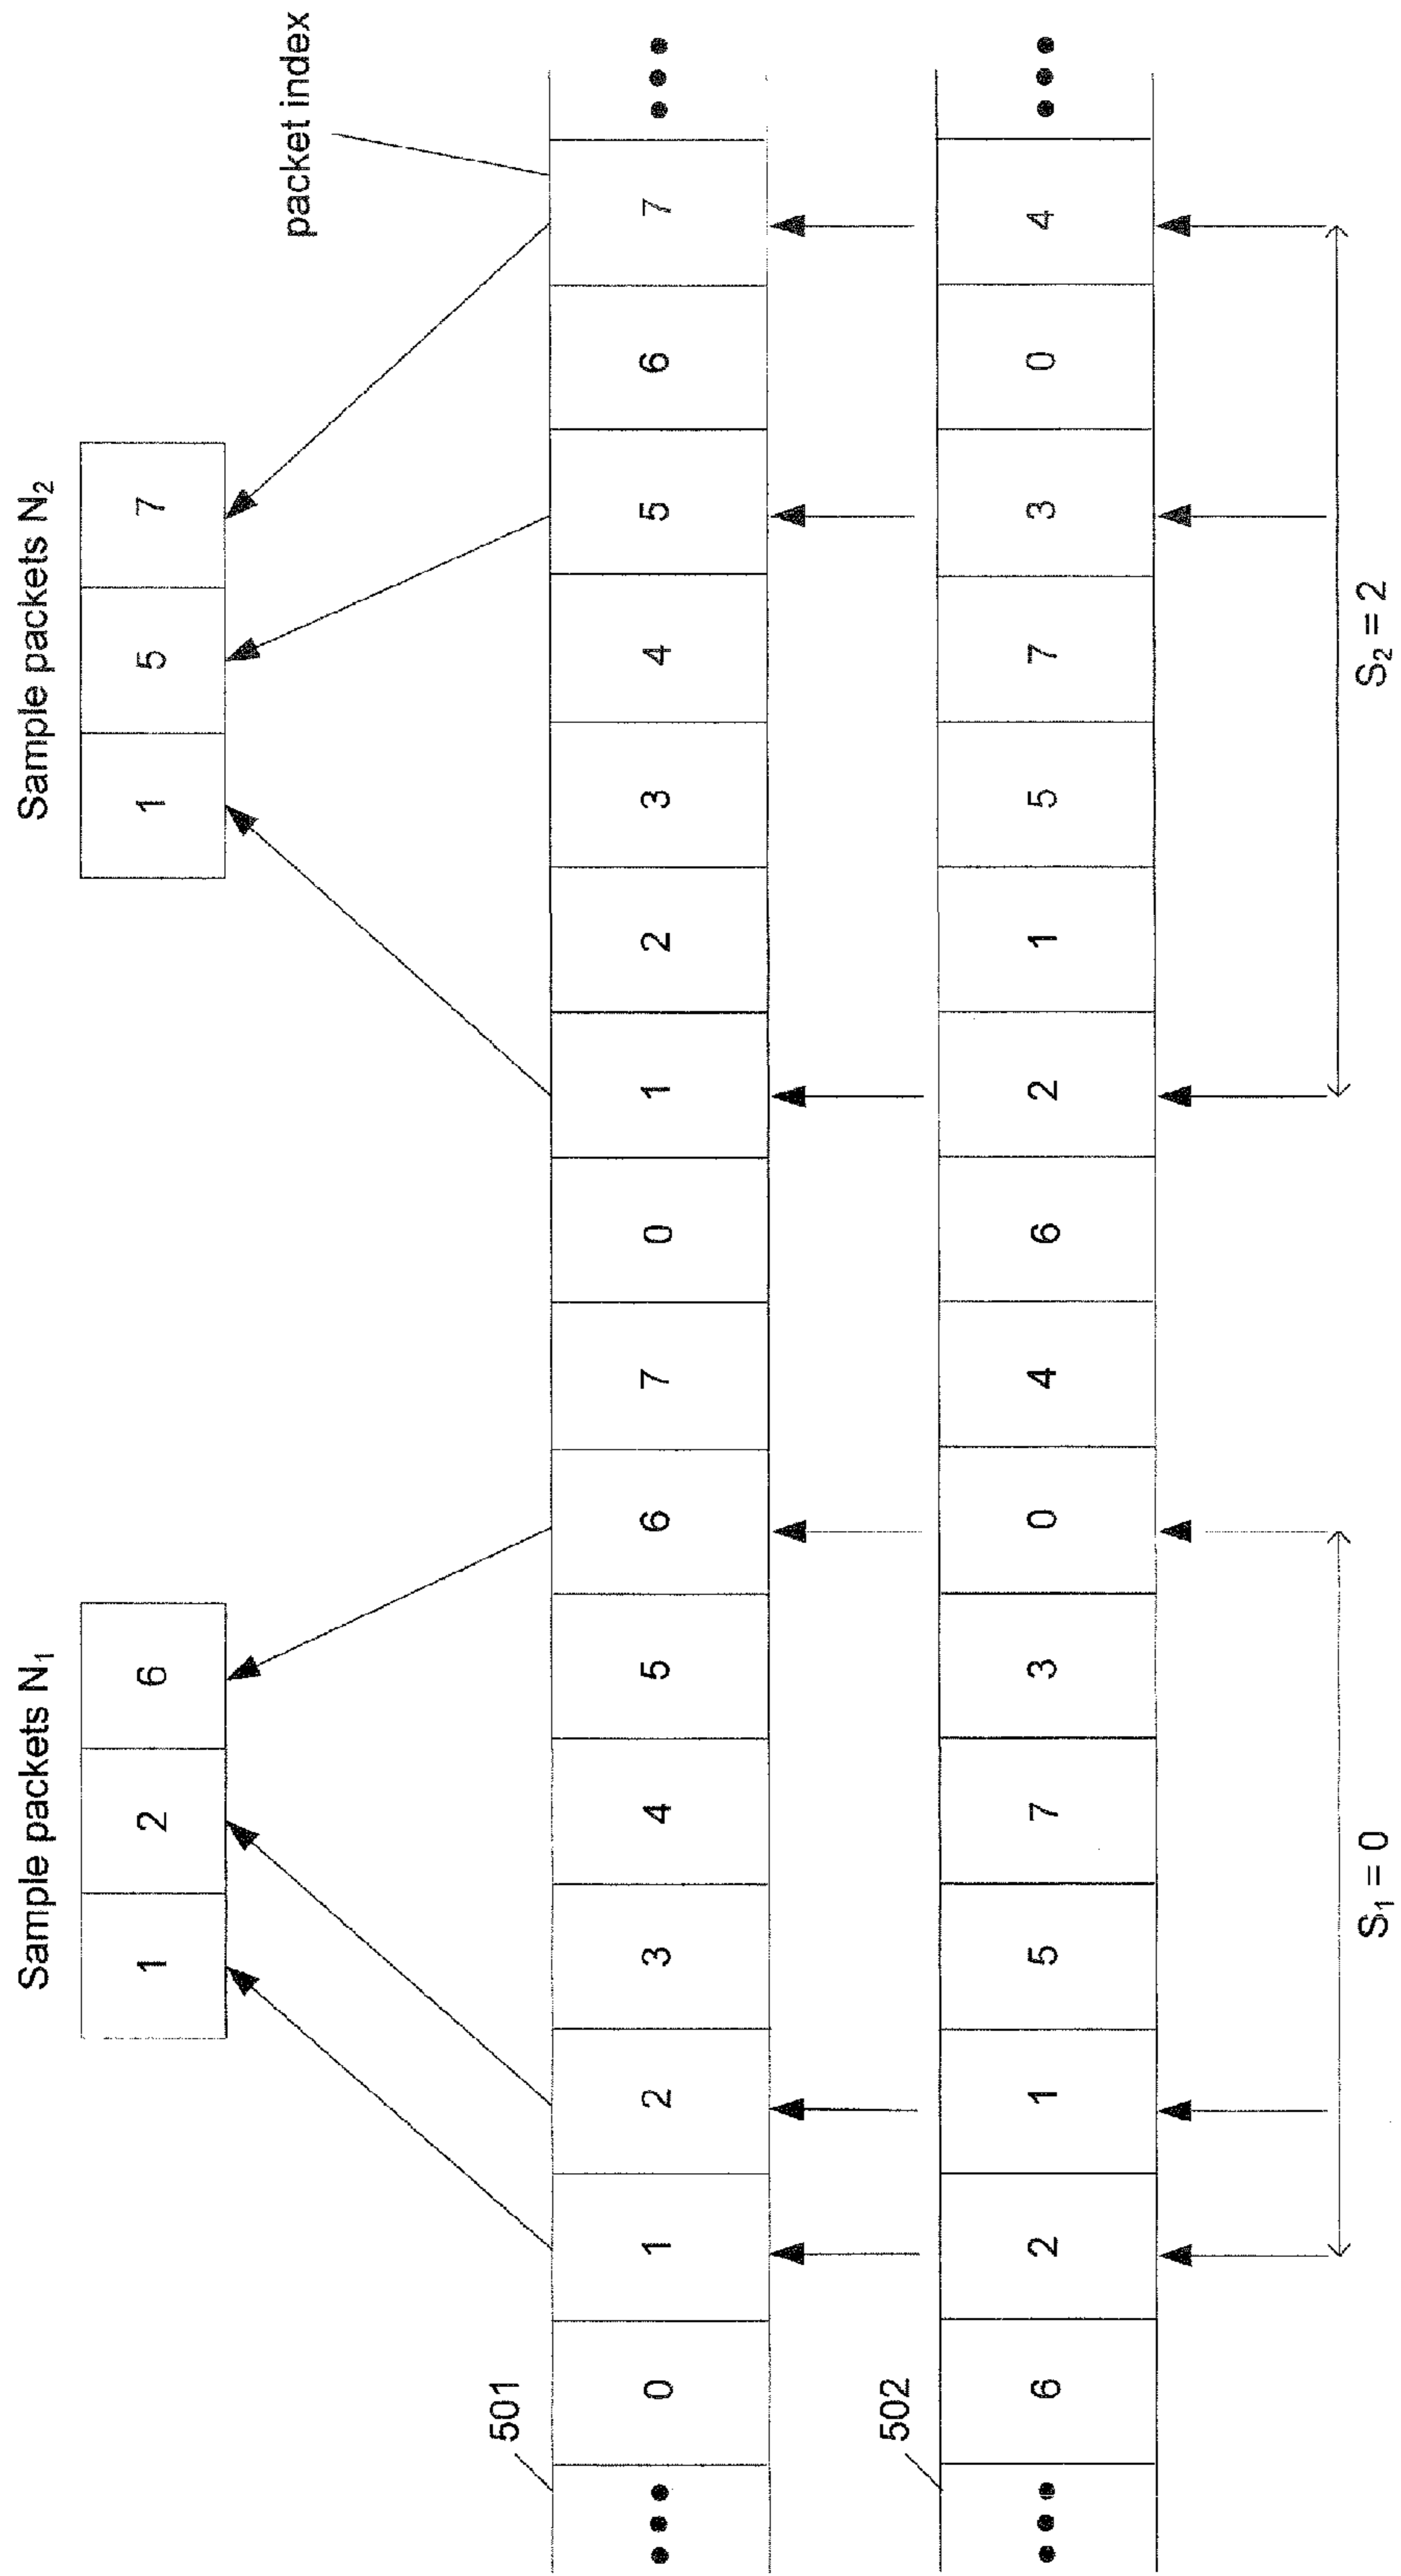 Sample packets N₁
Sample packets N₂
1 2 6
1 5 7
packet index
501
••• 0 1 2 3 4 5 6 7 0 1 2 3 4 5 6 7 •••
502
••• 6 2 1 5 7 3 0 4 6 2 1 5 7 3 0 4 •••
S₁ = 0
S₂ = 2